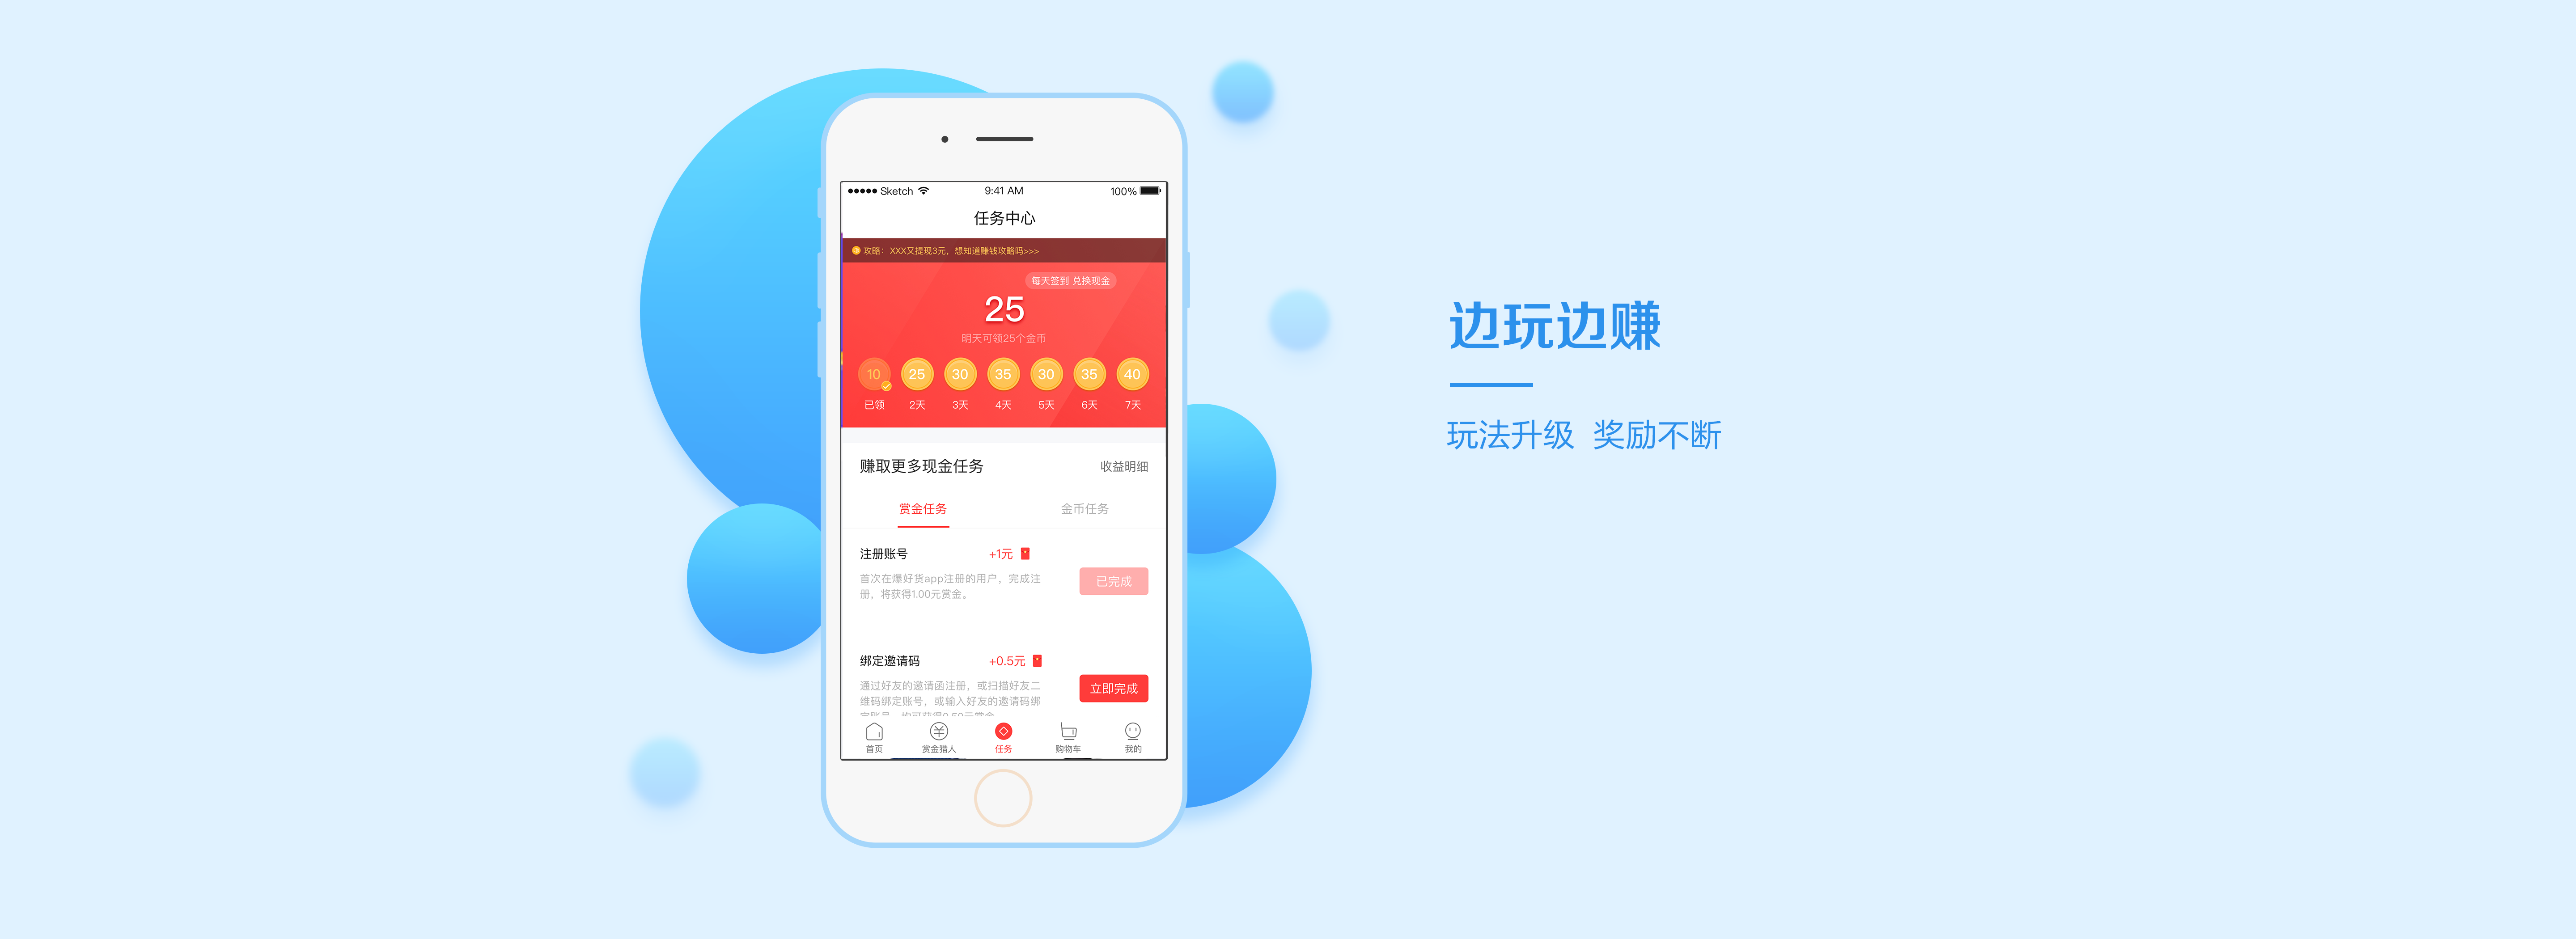 Sketch 9:41 AM 100%
任务中心
攻略：XXX又提现3元，想知道赚钱攻略吗>>>
每天签到 兑换现金
25
明天可领25个金币
10 25 30 35 30 35 40
已领 2天 3天 4天 5天 6天 7天
赚取更多现金任务 收益明细
赏金任务 金币任务
注册账号 +1元
首次在爆好货app注册的用户，完成注
册，将获得1.00元赏金。
已完成
绑定邀请码 +0.5元
通过好友的邀请函注册，或扫描好友二
维码绑定账号，或输入好友的邀请码绑
立即完成
首页 赏金猎人 任务 购物车 我的
边玩边赚
玩法升级 奖励不断